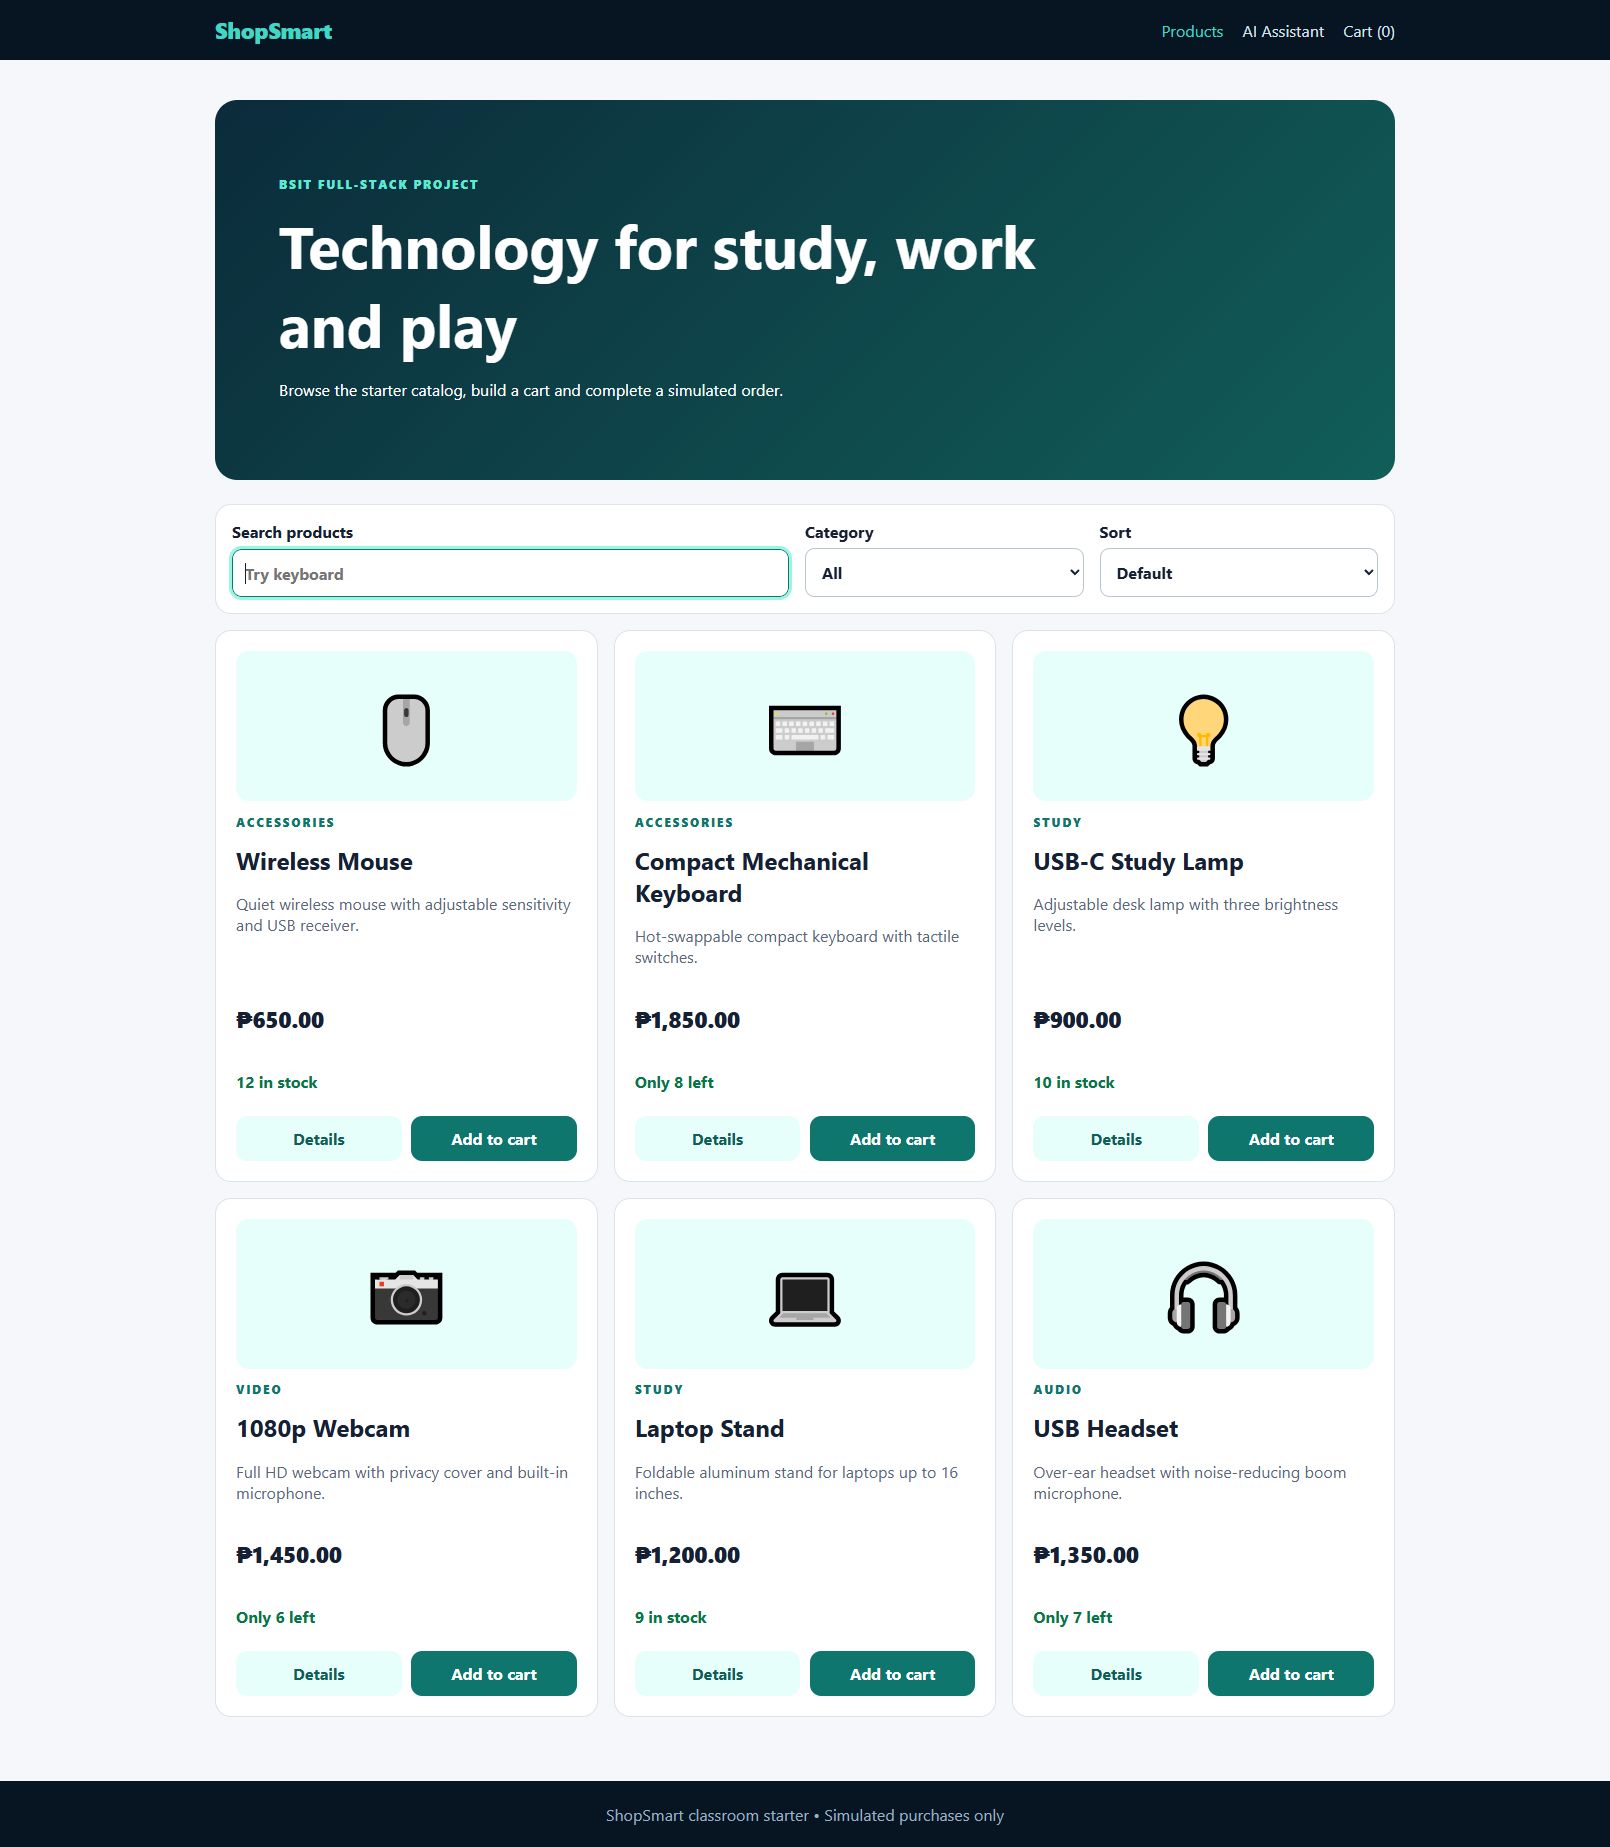 ShopSmart
Products
AI Assistant
Cart (0)
BSIT FULL-STACK PROJECT
Technology for study, work
and play
Browse the starter catalog, build a cart and complete a simulated order.
Search products
Try keyboard
Category
All
Sort
Default
ACCESSORIES
Wireless Mouse
Quiet wireless mouse with adjustable sensitivity
and USB receiver.
₱650.00
12 in stock
Details
Add to cart
ACCESSORIES
Compact Mechanical
Keyboard
Hot-swappable compact keyboard with tactile
switches.
₱1,850.00
Only 8 left
Details
Add to cart
STUDY
USB-C Study Lamp
Adjustable desk lamp with three brightness
levels.
₱900.00
10 in stock
Details
Add to cart
VIDEO
1080p Webcam
Full HD webcam with privacy cover and built-in
microphone.
₱1,450.00
Only 6 left
Details
Add to cart
STUDY
Laptop Stand
Foldable aluminum stand for laptops up to 16
inches.
₱1,200.00
9 in stock
Details
Add to cart
AUDIO
USB Headset
Over-ear headset with noise-reducing boom
microphone.
₱1,350.00
Only 7 left
Details
Add to cart
ShopSmart classroom starter • Simulated purchases only